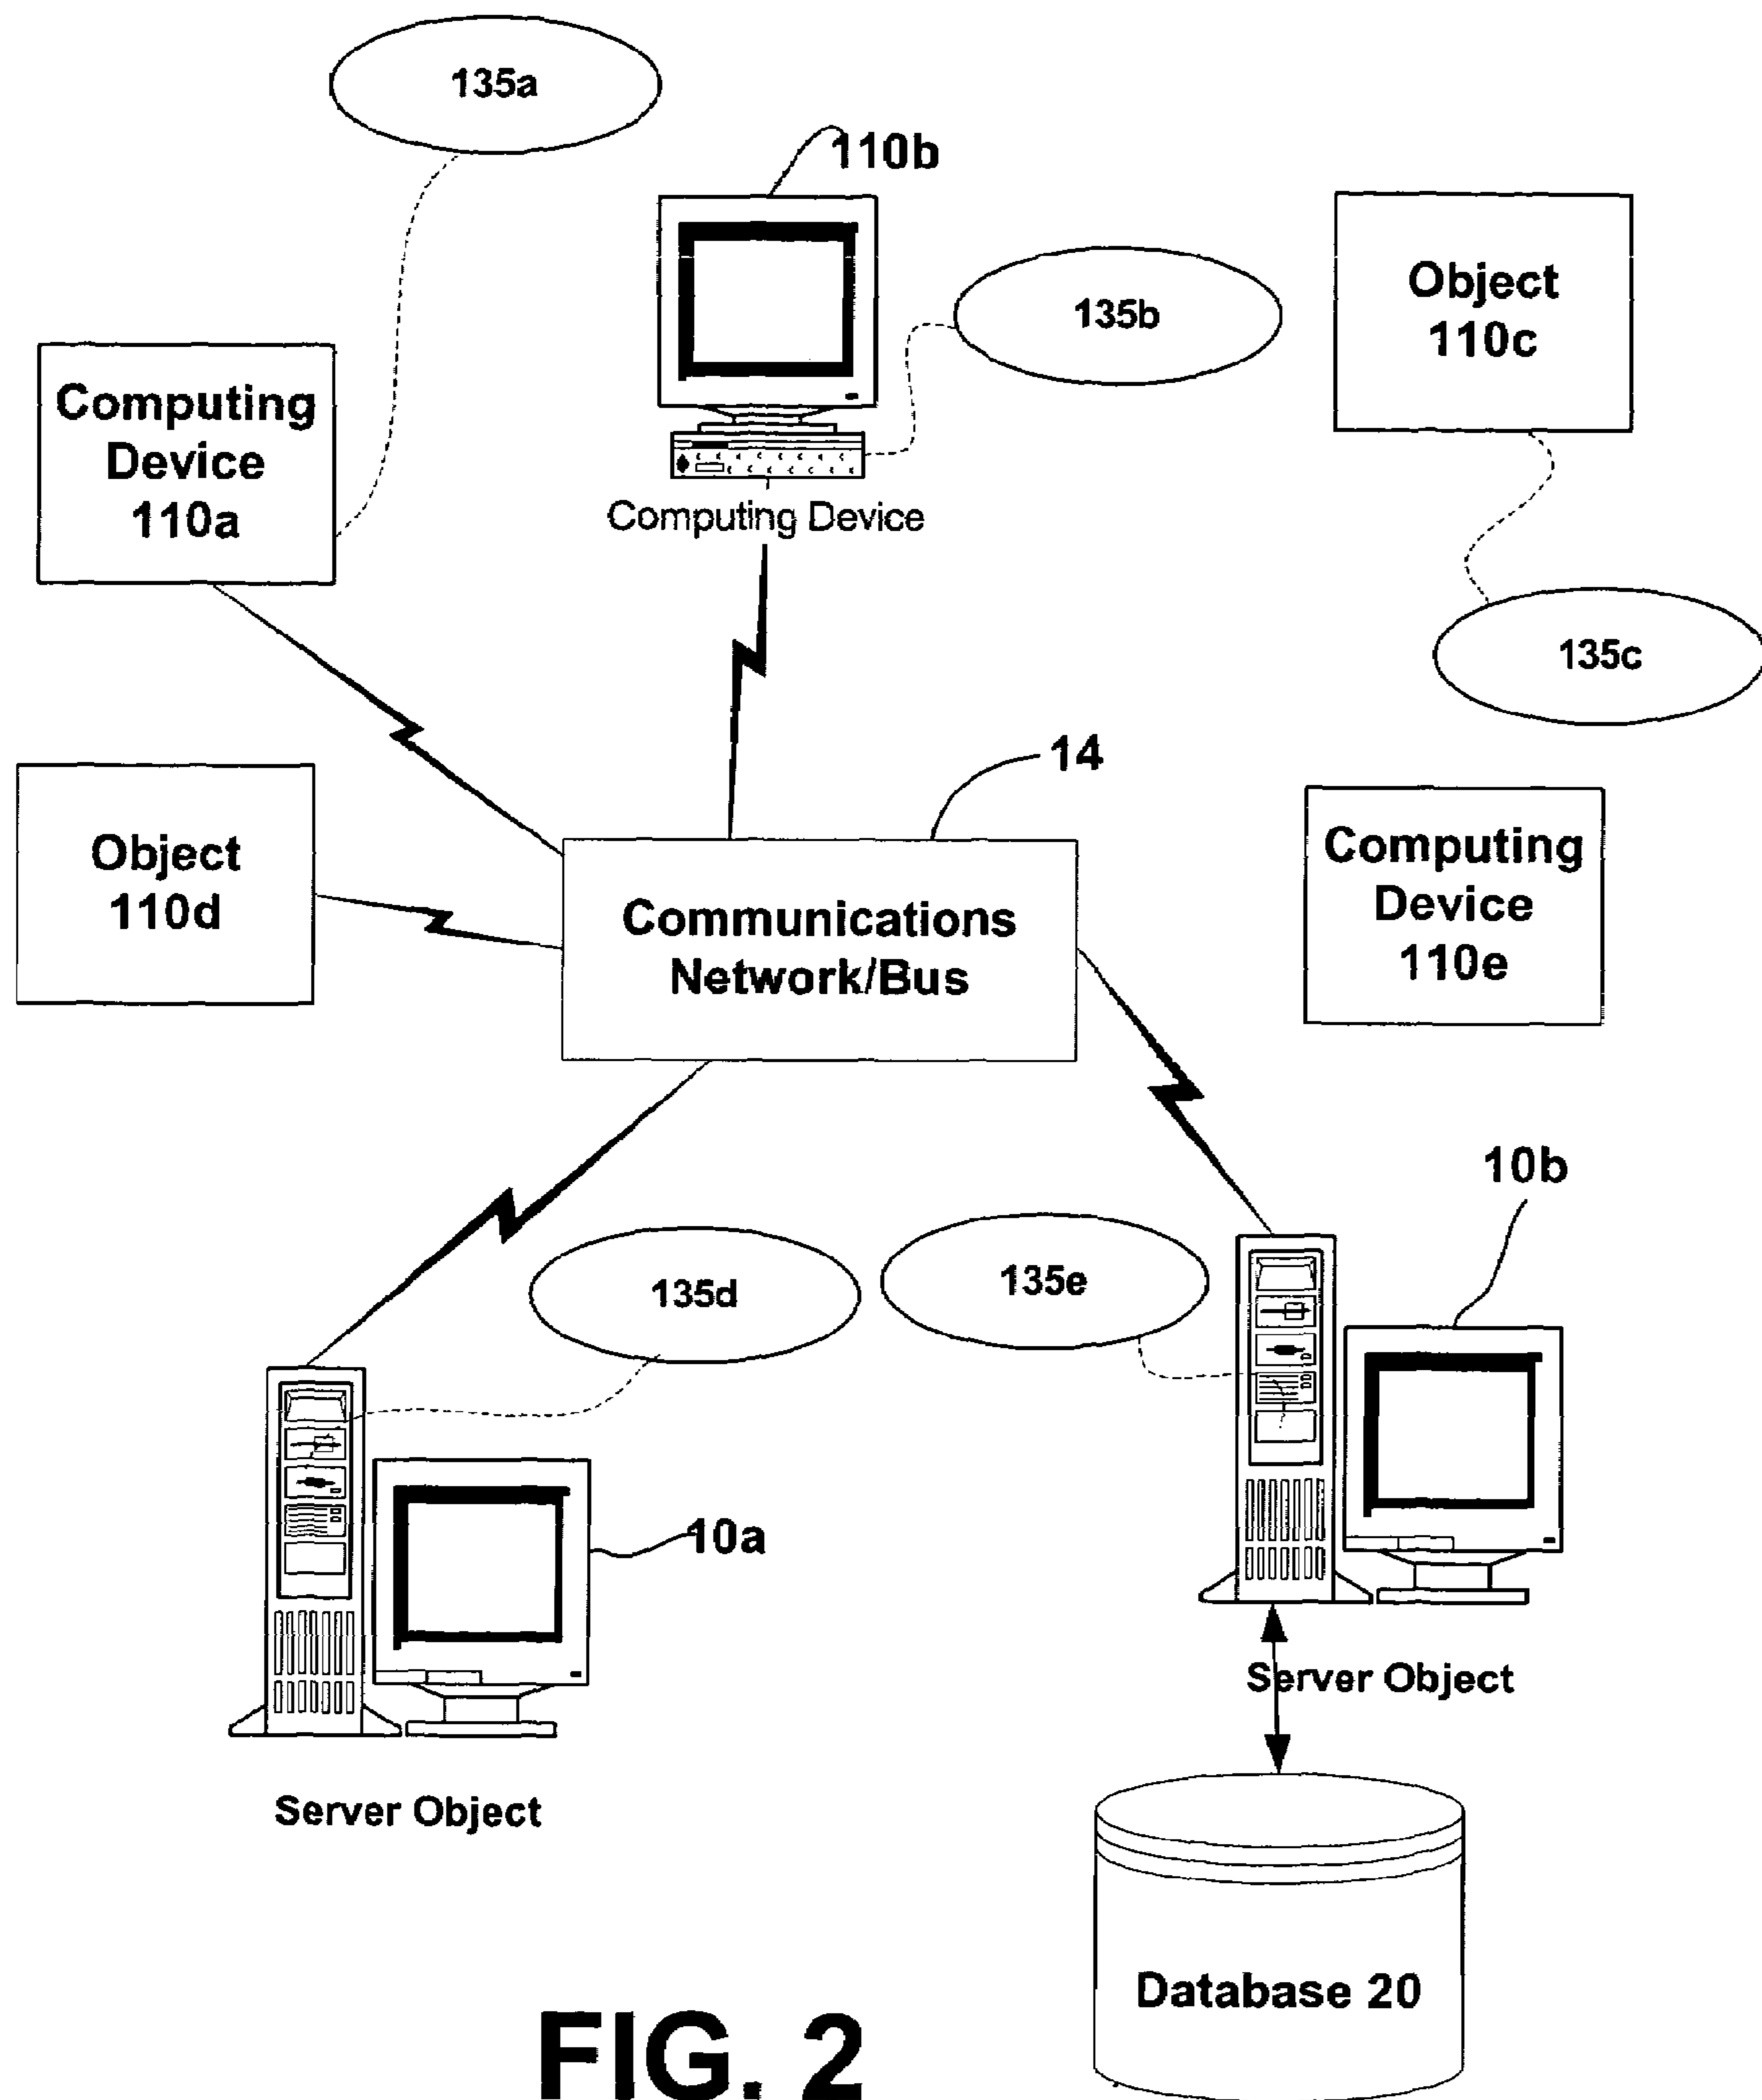 135a
110b
135b
Object
110c
Computing
Device
110a
Computing Device
135c
14
Object
110d
Communications
Network/Bus
Computing
Device
110e
10b
135d
135e
10a
Server Object
Server Object
Database 20
FIG. 2